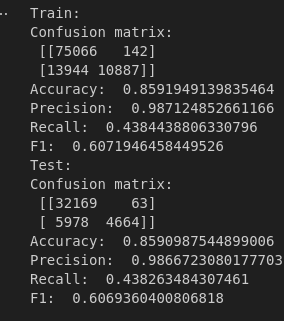 Train:
Confusion matrix:
[[75066 142]
[13944 10887]]
Accuracy: 0.8591949139835464
Precision: 0.987124852661166
Recall: 0.4384438806330796
F1: 0.6071946458449526
Test:
Confusion matrix:
[[32169 63]
[ 5978 4664]]
Accuracy: 0.8590987544899006
Precision: 0.9866723080177703
Recall: 0.438263484307461
F1: 0.6069360400806818